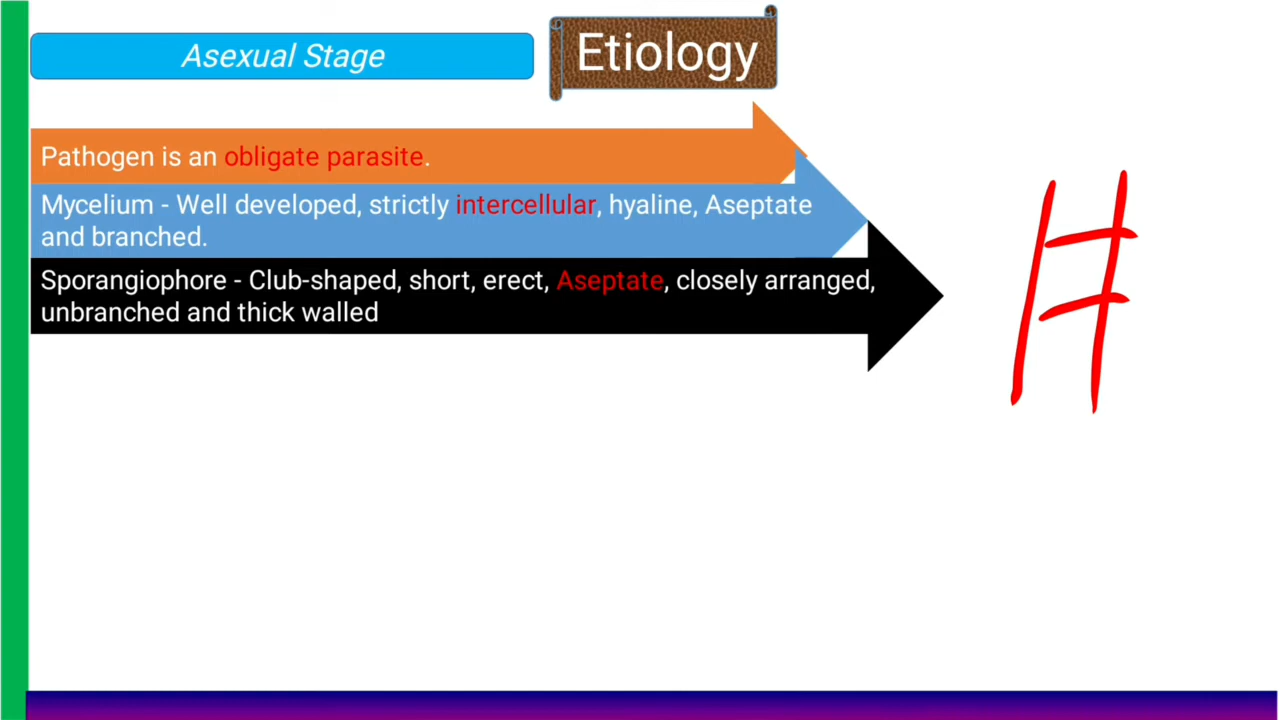 Asexual Stage
Etiology
Pathogen is an obligate parasite.
Mycelium - Well developed, strictly intercellular, hyaline, Aseptate
and branched.
Sporangiophore - Club-shaped, short, erect, Aseptate, closely arranged,
unbranched and thick walled